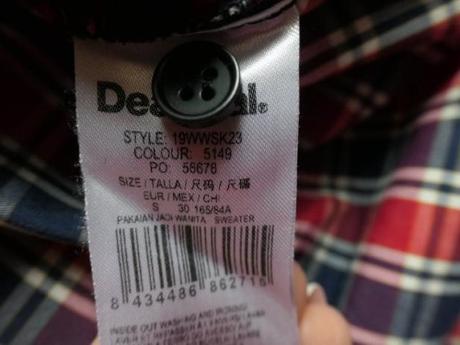 STYLE: 19WWSK23
COLOUR: 5149
PO: 58678
SIZE / TALLA / 尺码 / 尺碼
EUR / MEX / CHI
S 30 165/84A
PAKAIAN JADI WANITA SWEATER
8 434486 862716
INSIDE OUT WASHING AND IRONING/